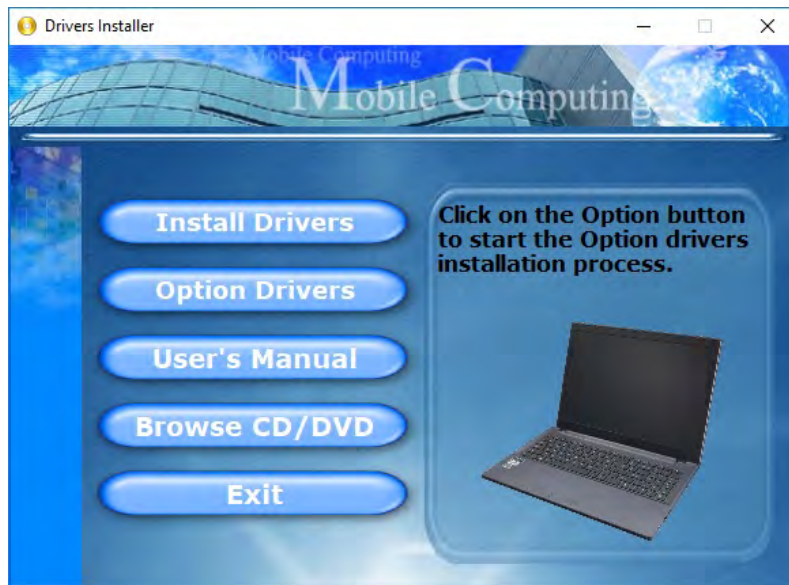 Drivers Installer
Mobile Computing
Mobile Computing
Install Drivers
Option Drivers
User's Manual
Browse CD/DVD
Exit
Click on the Option button
to start the Option drivers
installation process.